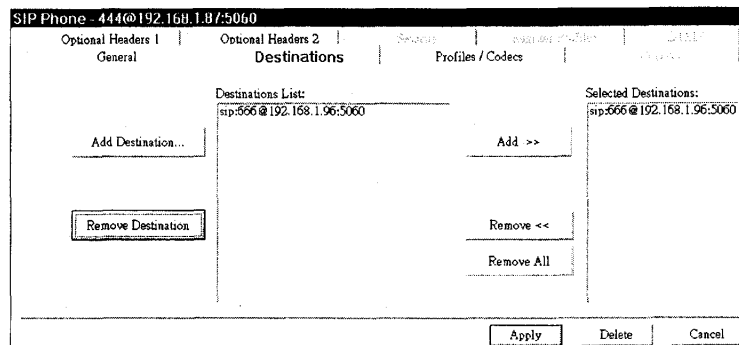 SIP Phone - 444@192.168.1.87:5060
Optional Headers 1 Optional Headers 2
General Destinations Profiles / Codecs
Destinations List: Selected Destinations:
sip:666@192.168.1.96:5060 sip:666@192.168.1.96:5060
Add Destination... Add >>
Remove Destination Remove <<
Remove All
Apply Delete Cancel